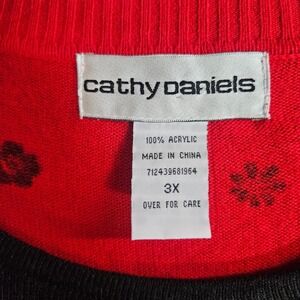 cathy Daniels
100% ACRYLIC
MADE IN CHINA
712439681964
3X
OVER FOR CARE